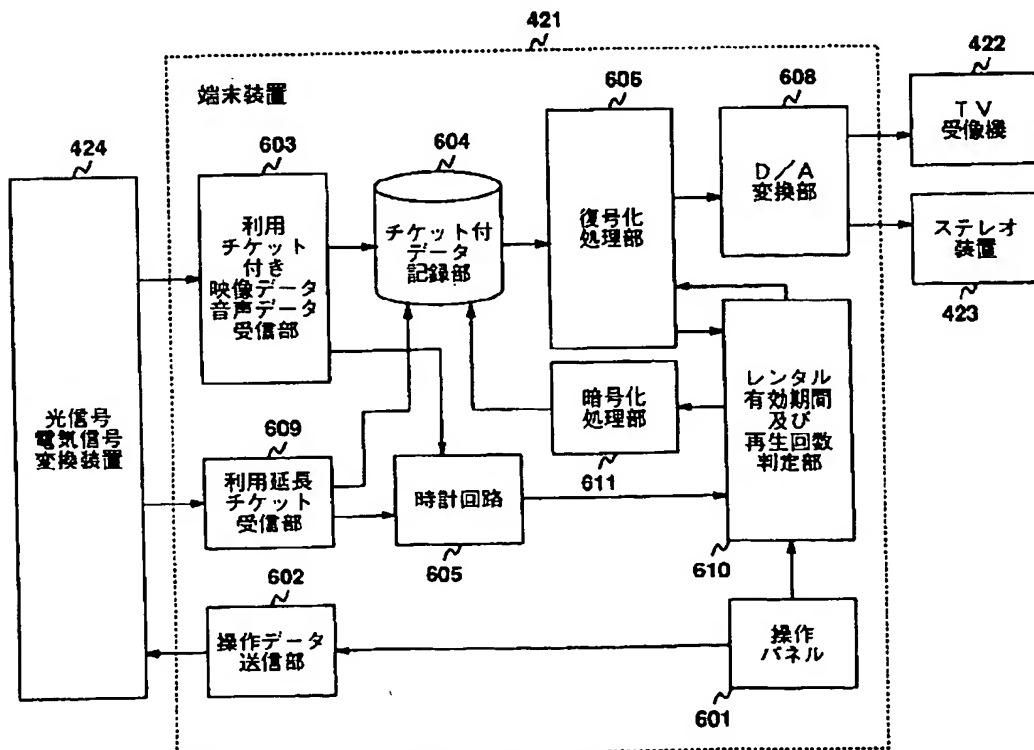 421
端末装置
422
TV
受像機
606
608
424
603
604
D/A
変換部
利用
チケット
付き
映像データ
音声データ
受信部
チケット付
データ
記録部
復号化
処理部
ステレオ
装置
423
光信号
電気信号
変換装置
暗号化
処理部
レンタル
有効期間
及び
再生回数
判定部
609
利用延長
チケット
受信部
時計回路
611
605
610
602
操作データ
送信部
操作
パネル
601